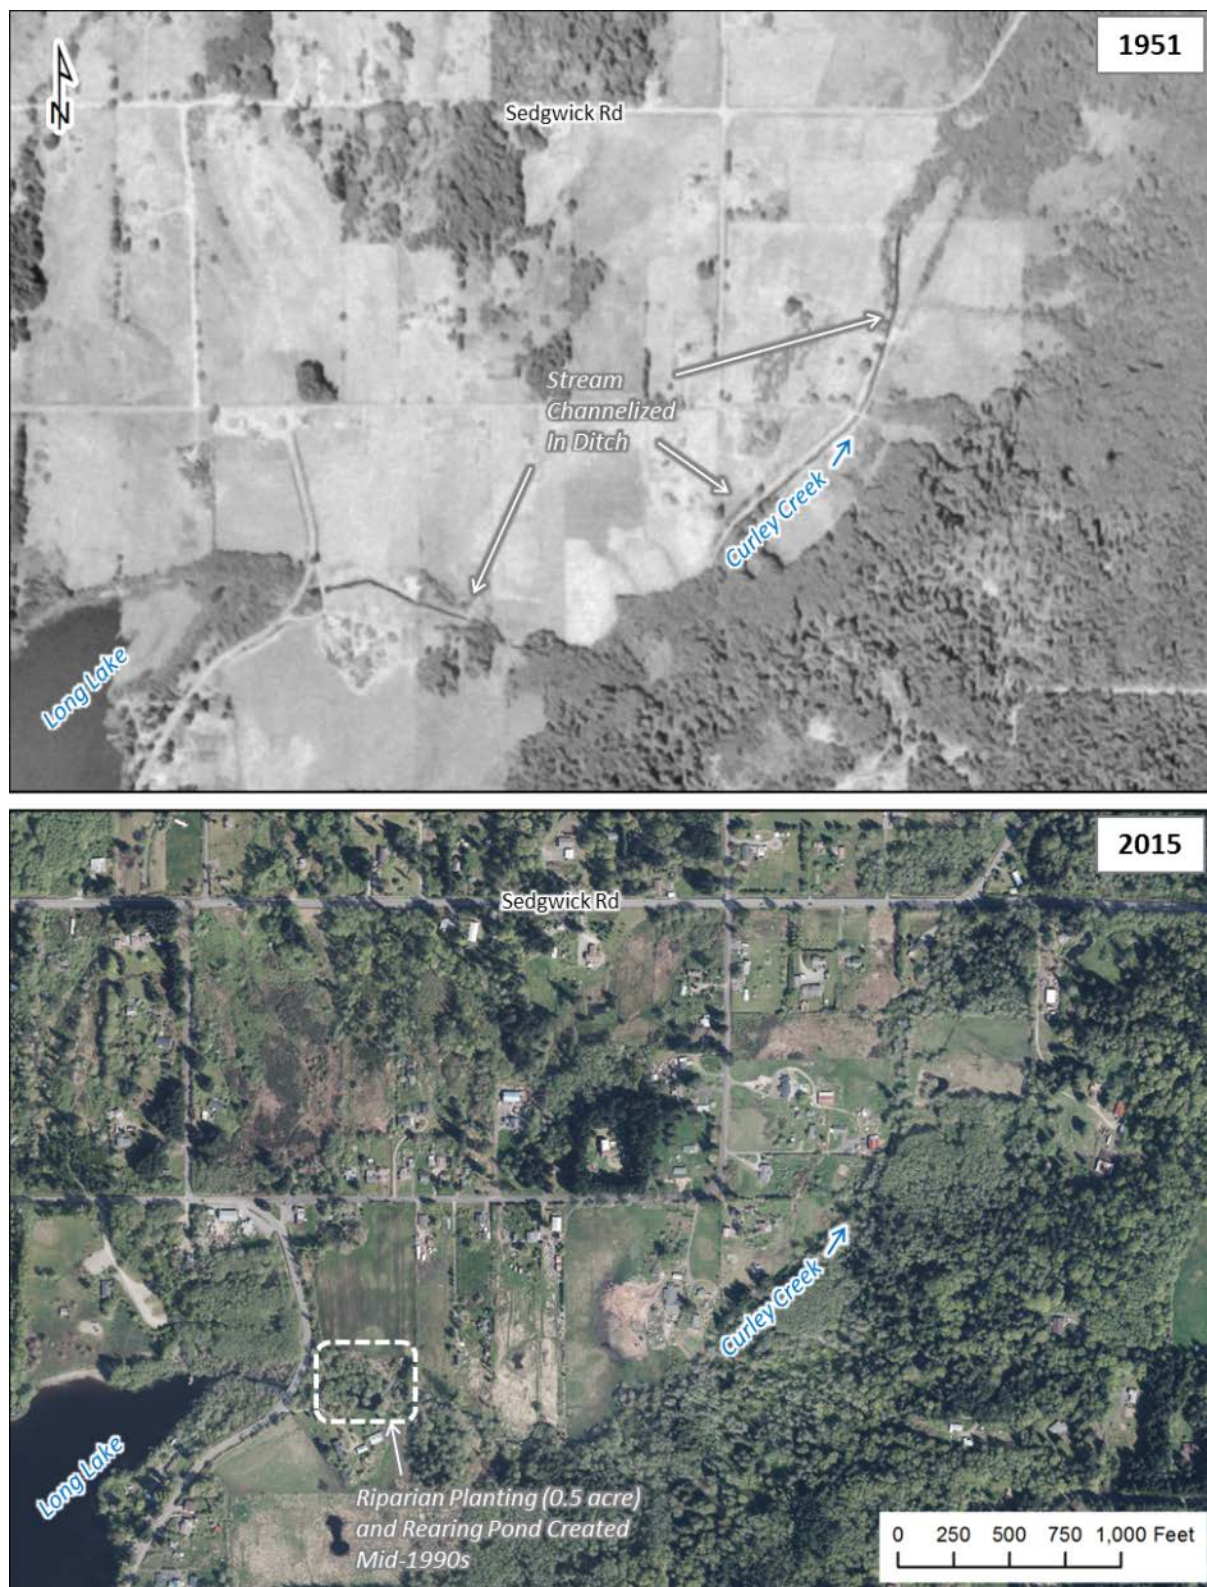 1951
N
Sedgwick Rd
Stream
Channelized
In Ditch
Curley Creek
Long Lake
2015
Sedgwick Rd
Curley Creek
Long Lake
Riparian Planting (0.5 acre)
and Rearing Pond Created
Mid-1990s
0 250 500 750 1,000 Feet